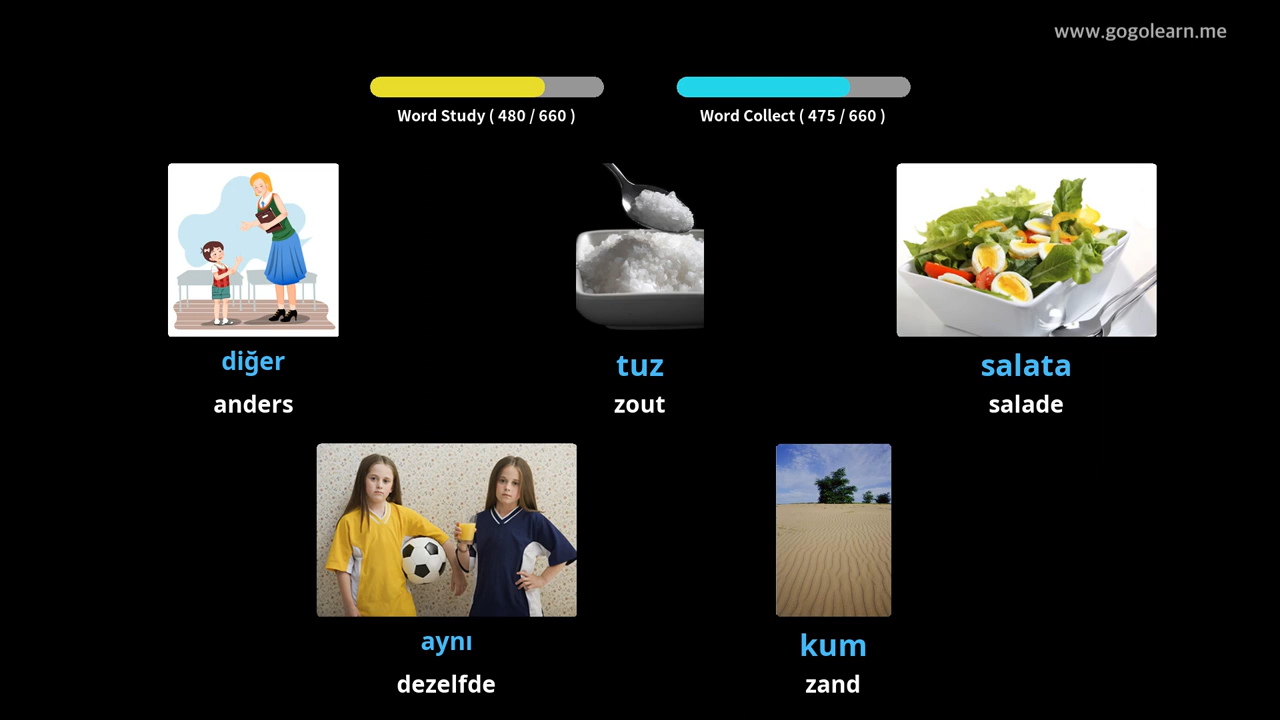 www.gogolearn.me
Word Study ( 480 / 660 )
Word Collect ( 475 / 660 )
diğer
anders
tuz
zout
salata
salade
aynı
dezelfde
kum
zand